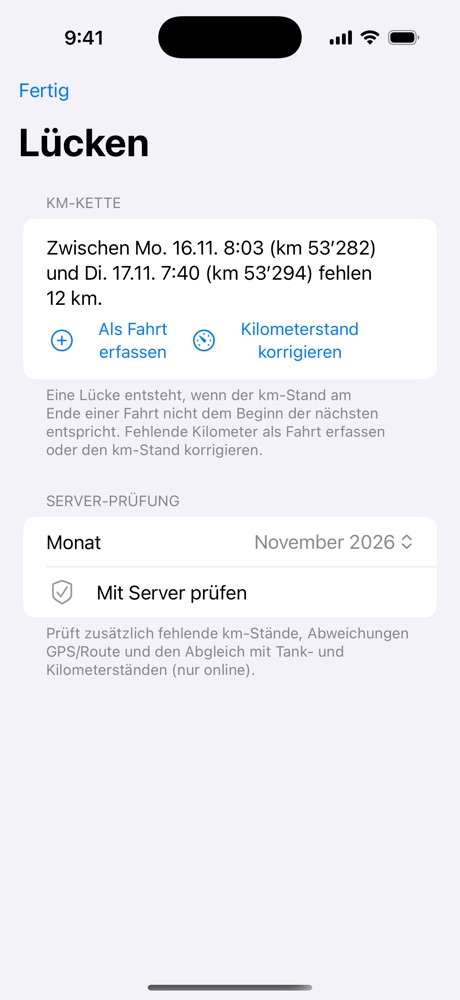 9:41
Fertig
Lücken
KM-KETTE
Zwischen Mo. 16.11. 8:03 (km 53’282)
und Di. 17.11. 7:40 (km 53’294) fehlen
12 km.
Als Fahrt
erfassen
Kilometerstand
korrigieren
Eine Lücke entsteht, wenn der km-Stand am
Ende einer Fahrt nicht dem Beginn der nächsten
entspricht. Fehlende Kilometer als Fahrt erfassen
oder den km-Stand korrigieren.
SERVER-PRÜFUNG
Monat November 2026
Mit Server prüfen
Prüft zusätzlich fehlende km-Stände, Abweichungen
GPS/Route und den Abgleich mit Tank- und
Kilometerständen (nur online).